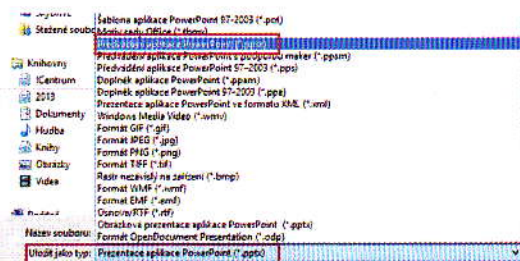 Šablona aplikace PowerPoint 97-2003 (*.pot)
Stažené soubo
Motiv sady Office (*.thmx)
Předvádění aplikace PowerPoint (*.ppsx)
Předvádění aplikace PowerPoint s podporou maker (*.ppsm)
Knihovny
Předvádění aplikace PowerPoint 97-2003 (*.pps)
iCentrum
Doplněk aplikace PowerPoint (*.ppam)
Doplněk aplikace PowerPoint 97-2003 (*.ppa)
2013
Prezentace aplikace PowerPoint ve formátu XML (*.xml)
Dokumenty
Windows Media Video (*.wmv)
Hudba
Formát GIF (*.gif)
Formát JPEG (*.jpg)
Knihy
Formát PNG (*.png)
Obrázky
Formát TIFF (*.tif)
Videa
Rastr nezávislý na zařízení (*.bmp)
Formát WMF (*.wmf)
Formát EMF (*.emf)
Osnova/RTF (*.rtf)
Obrázková prezentace aplikace PowerPoint (*.pptx)
Název souboru:
Formát OpenDocument Presentation (*.odp)
Uložit jako typ: Prezentace aplikace PowerPoint (*.pptx)